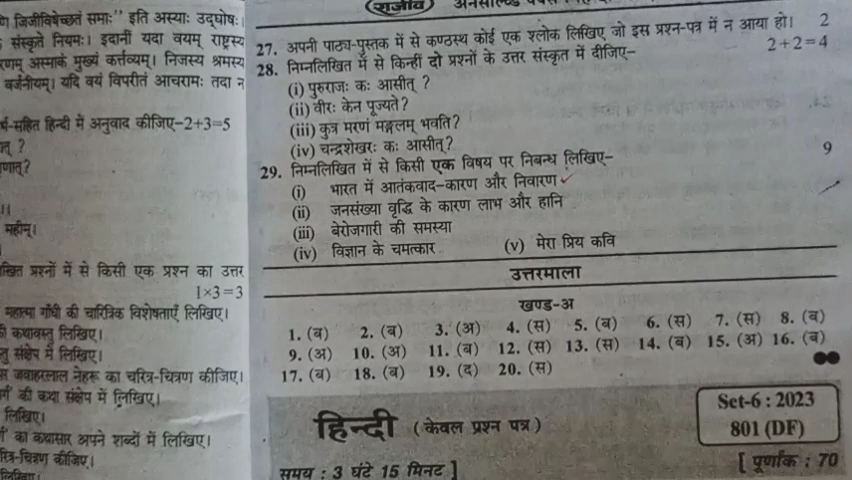 णि जिजीविषेच्छतं समाः’’ इति अस्याः उद्घोषः।
संस्कृते नियमः। इदानीं यदा वयम् राष्ट्रस्य
रणम् अस्माकं मुख्यं कर्त्तव्यम्। निजस्य श्रमस्य
वर्जनीयम्। यदि वयं विपरीतं आचरामः तदा न
र्भ-सहित हिन्दी में अनुवाद कीजिए–2+3=5
त् ?
णात्?
।।
महीम्।
खित प्रश्नों में से किसी एक प्रश्न का उत्तर
1×3=3
महात्मा गाँधी की चारित्रिक विशेषताएँ लिखिए।
की कथावस्तु लिखिए।
तु संक्षेप में लिखिए।
जवाहरलाल नेहरू का चरित्र-चित्रण कीजिए।
की कथा संक्षेप में लिखिए।
लिखिए।
का कथासार अपने शब्दों में लिखिए।
रित्र-चित्रण कीजिए।
लिखिए।
राजीव
27. अपनी पाठ्य-पुस्तक में से कण्ठस्थ कोई एक श्लोक लिखिए जो इस प्रश्न-पत्र में न आया हो। 2
28. निम्नलिखित में से किन्हीं दो प्रश्नों के उत्तर संस्कृत में दीजिए– 2+2=4
(i) पुरुराजः कः आसीत् ?
(ii) वीरः केन पूज्यते?
(iii) कुत्र मरणं मङ्गलम् भवति?
(iv) चन्द्रशेखरः कः आसीत्?
29. निम्नलिखित में से किसी एक विषय पर निबन्ध लिखिए– 9
(i) भारत में आतंकवाद–कारण और निवारण
(ii) जनसंख्या वृद्धि के कारण लाभ और हानि
(iii) बेरोजगारी की समस्या
(iv) विज्ञान के चमत्कार (v) मेरा प्रिय कवि
उत्तरमाला
खण्ड-अ
1. (ब) 2. (ब) 3. (अ) 4. (स) 5. (ब) 6. (स) 7. (स) 8. (ब)
9. (अ) 10. (अ) 11. (ब) 12. (स) 13. (स) 14. (ब) 15. (अ) 16. (ब)
17. (ब) 18. (ब) 19. (द) 20. (स)
हिन्दी (केवल प्रश्न पत्र)
Set-6 : 2023
801 (DF)
समय : 3 घंटे 15 मिनट ]
[ पूर्णांक : 70